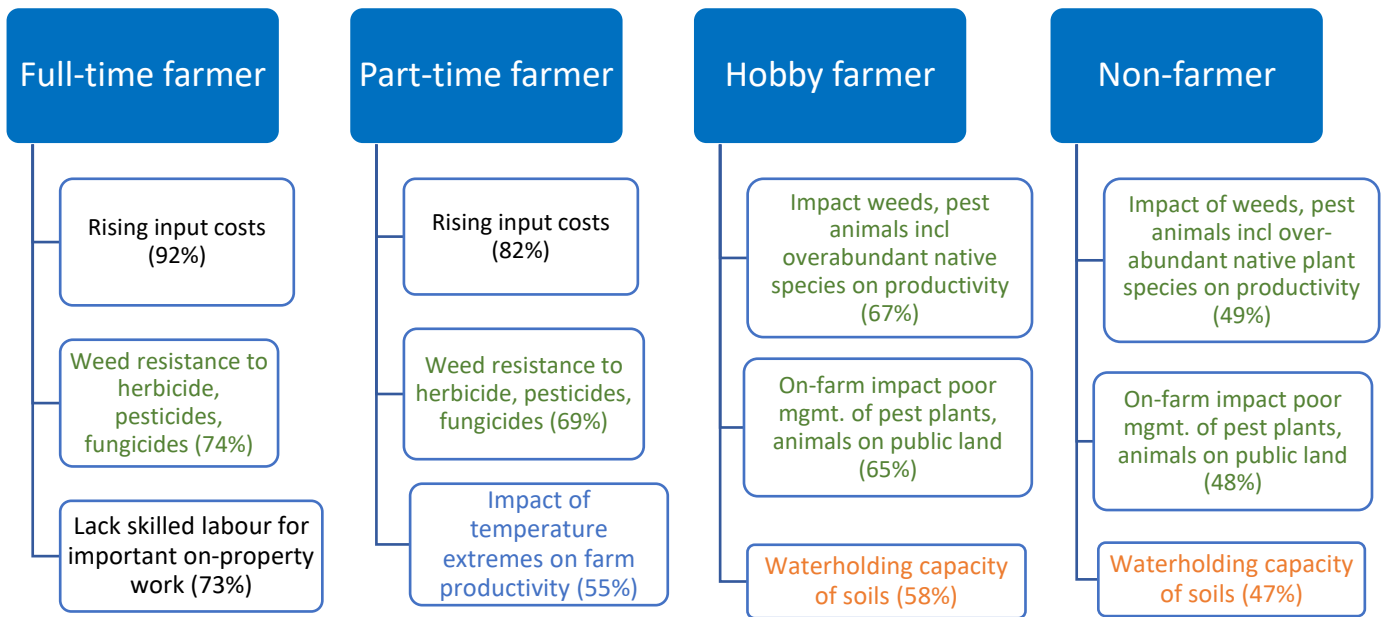 Full-time farmer
Rising input costs
(92%)
Weed resistance to
herbicide,
pesticides,
fungicides (74%)
Lack skilled labour for
important on-property
work (73%)
Part-time farmer
Rising input costs
(82%)
Weed resistance to
herbicide, pesticides,
fungicides (69%)
Impact of
temperature
extremes on farm
productivity (55%)
Hobby farmer
Impact weeds, pest
animals incl
overabundant native
species on productivity
(67%)
On-farm impact poor
mgmt. of pest plants,
animals on public land
(65%)
Waterholding capacity
of soils (58%)
Non-farmer
Impact of weeds, pest
animals incl over-
abundant native plant
species on productivity
(49%)
On-farm impact poor
mgmt. of pest plants,
animals on public land
(48%)
Waterholding capacity
of soils (47%)